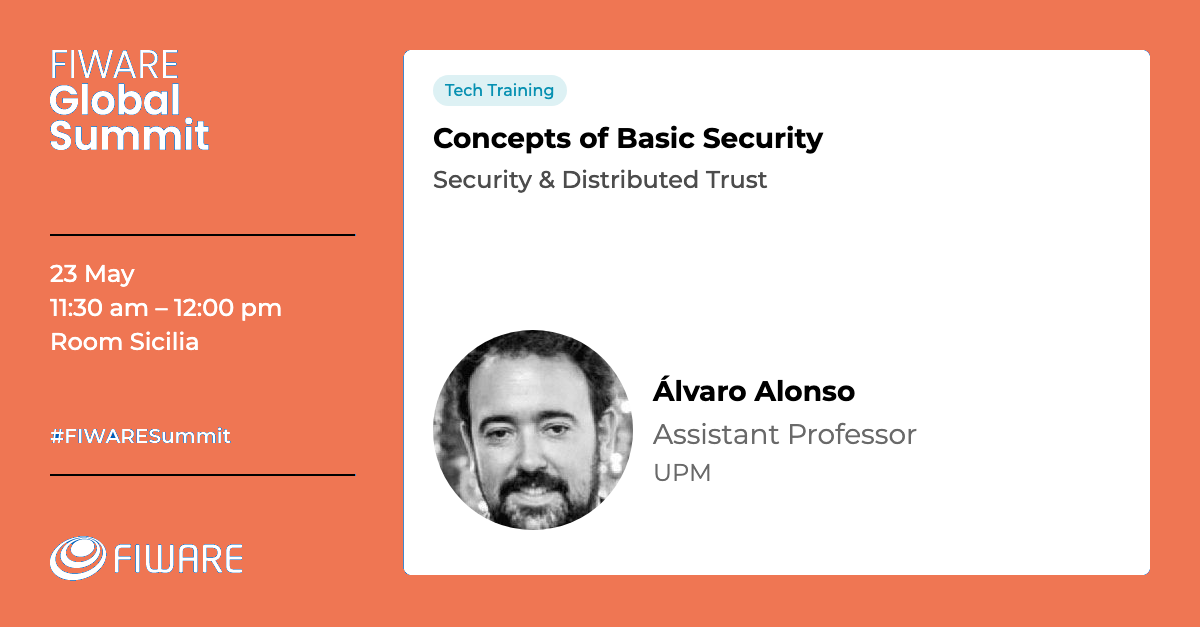 FIWARE
Global
Summit
23 May
11:30 am – 12:00 pm
Room Sicilia
#FIWARESummit
FIWARE
Tech Training
Concepts of Basic Security
Security & Distributed Trust
Álvaro Alonso
Assistant Professor
UPM